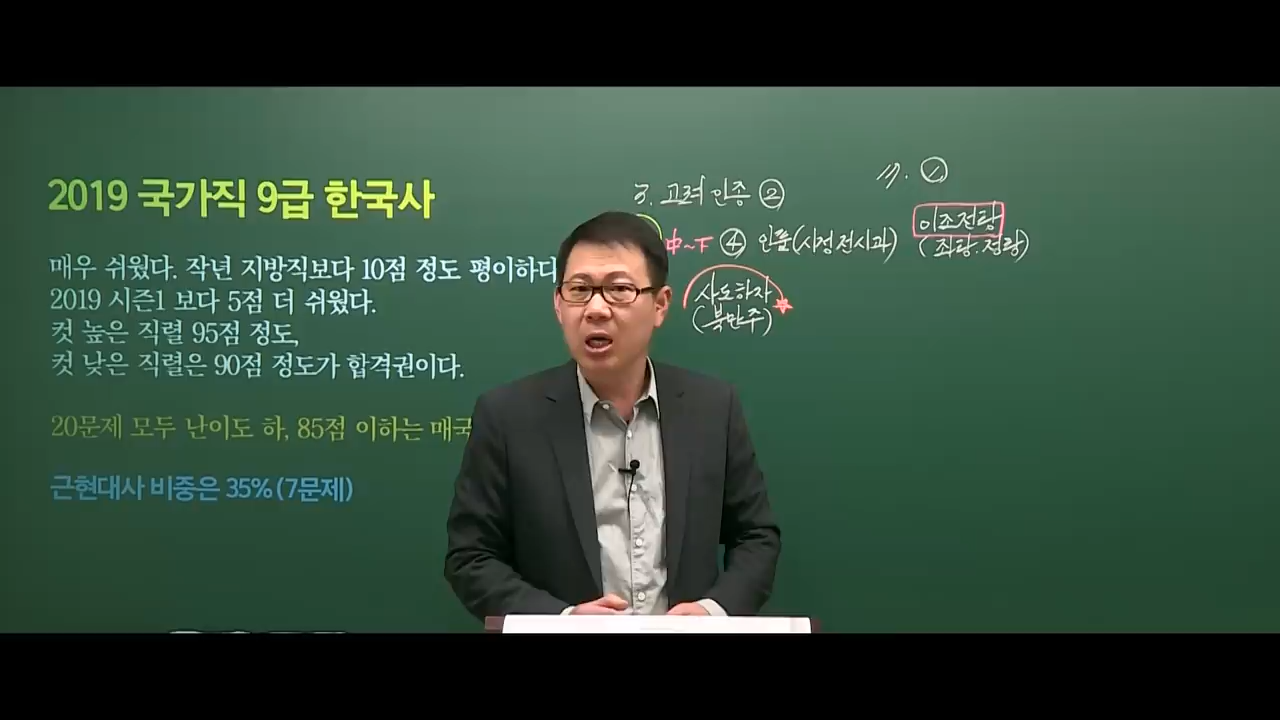 2019 국가직 9급 한국사
매우 쉬웠다. 작년 지방직보다 10점 정도 평이하다
2019 시즌1 보다 5점 더 쉬웠다.
컷 높은 직렬 95점 정도,
컷 낮은 직렬은 90점 정도가 합격권이다.
20문제 모두 난이도 하, 85점 이하는 매국
근현대사 비중은 35% (7문제)
3. 고려 인종 ②
中~下 ④ 인품(시정전시과)
사도하자
(북만주)
11. ①
이조전랑
(좌랑.정랑)